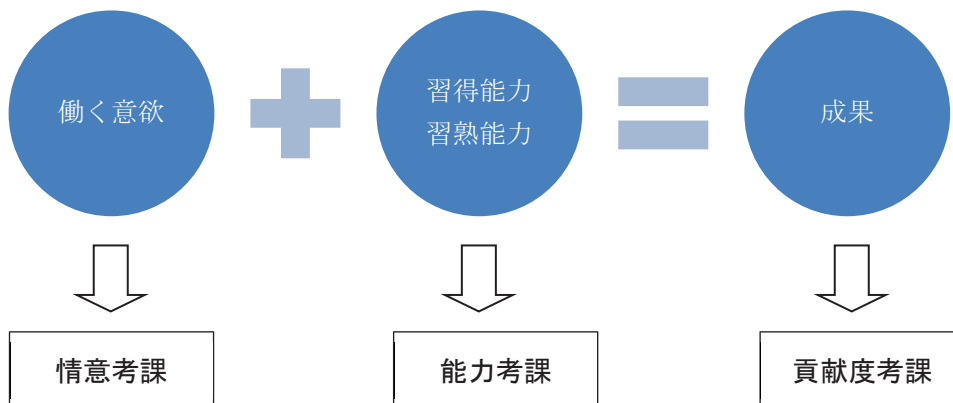 働く意欲
習得能力
習熟能力
成果
情意考課
能力考課
貢献度考課